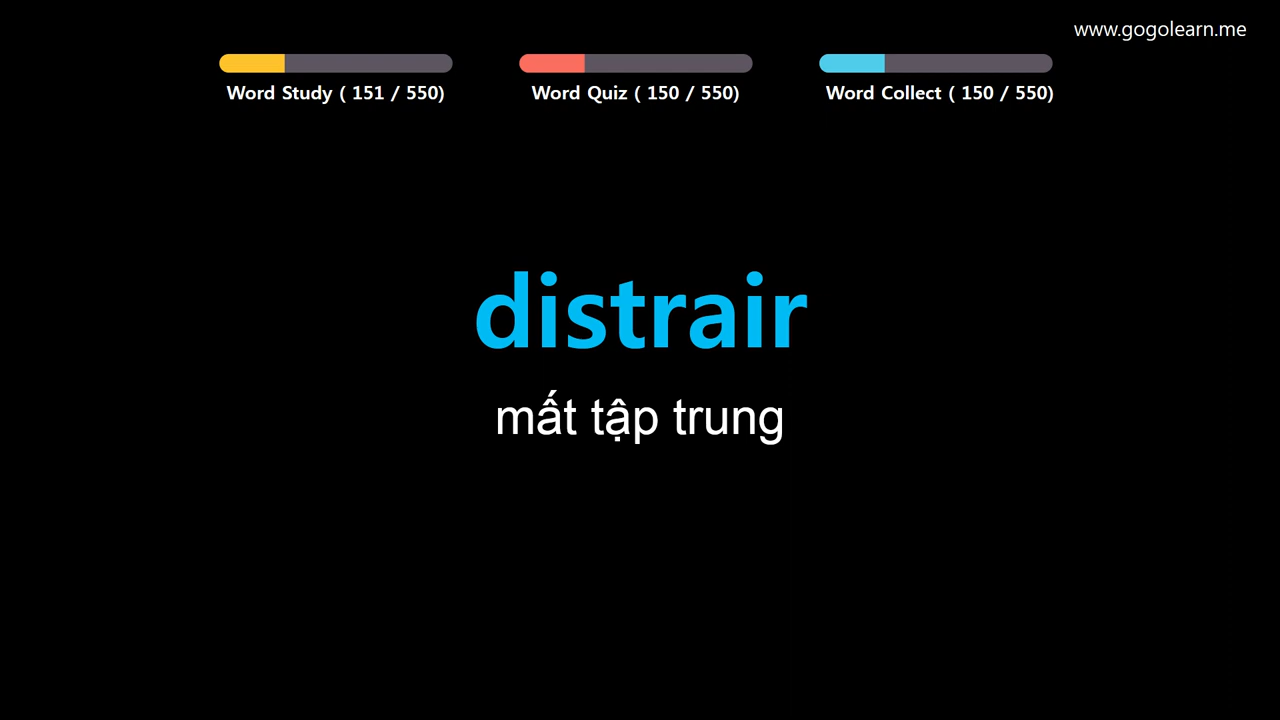 www.gogolearn.me
Word Study ( 151 / 550)
Word Quiz ( 150 / 550)
Word Collect ( 150 / 550)
distrair
mất tập trung